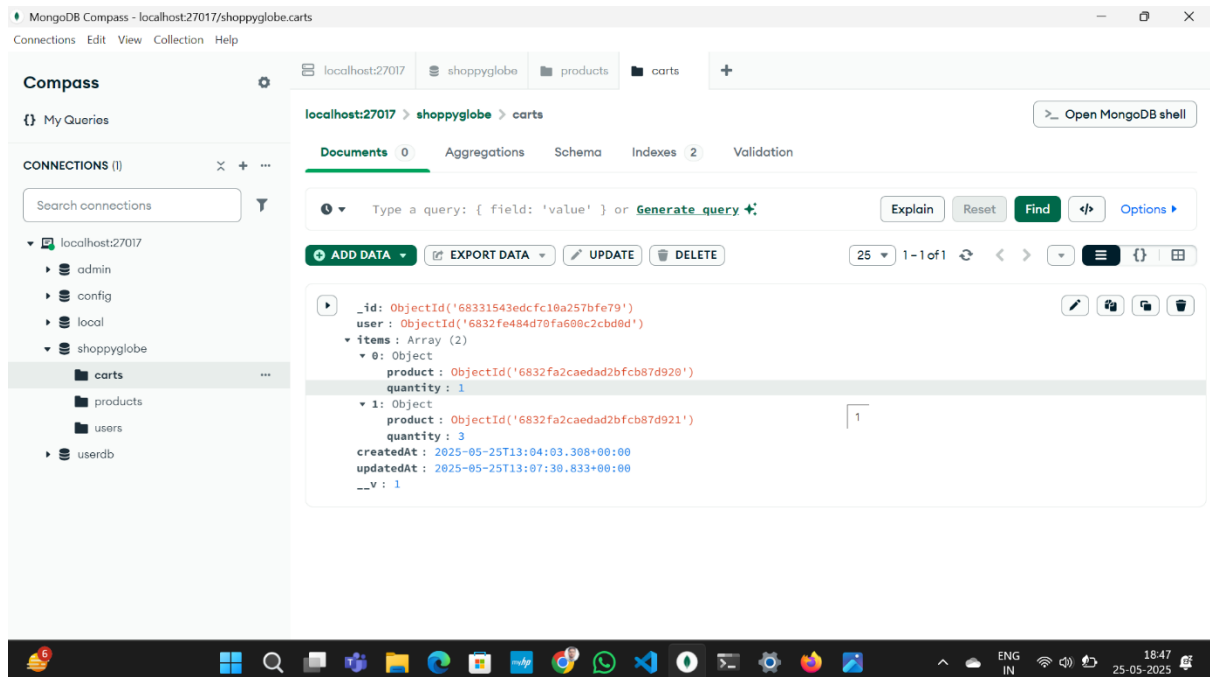 MongoDB Compass - localhost:27017/shoppyglobe.carts
Connections Edit View Collection Help
Compass
{} My Queries
CONNECTIONS (1)
Search connections
localhost:27017
admin
config
local
shoppyglobe
carts
products
users
userdb
localhost:27017 shoppyglobe products carts
localhost:27017 > shoppyglobe > carts
>_ Open MongoDB shell
Documents 0 Aggregations Schema Indexes 2 Validation
Type a query: { field: 'value' } or Generate query
Explain Reset Find </> Options
ADD DATA EXPORT DATA UPDATE DELETE
25 1 - 1 of 1 {}
_id: ObjectId('68331543edcfc10a257bfe79')
user : ObjectId('6832fe484d70fa600c2cbd0d')
items : Array (2)
0: Object
product : ObjectId('6832fa2caedad2bfcb87d920')
quantity : 1
1: Object
product : ObjectId('6832fa2caedad2bfcb87d921')
quantity : 3
createdAt : 2025-05-25T13:04:03.308+00:00
updatedAt : 2025-05-25T13:07:30.833+00:00
__v : 1
1
6
myhp
ENG
IN
18:47
25-05-2025